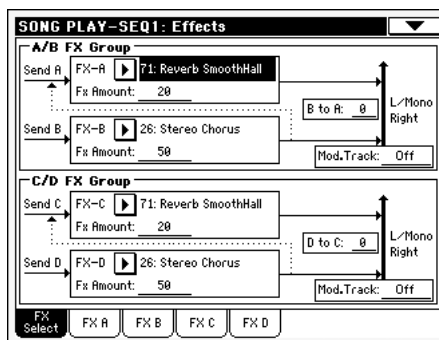 SONG PLAY-SEQ1: Effects
A/B FX Group
Send A
FX-A 71: Reverb SmoothHall
Fx Amount: 20
B to A: 0
L/Mono
Right
Send B
FX-B 26: Stereo Chorus
Fx Amount: 50
Mod.Track: Off
C/D FX Group
Send C
FX-C 71: Reverb SmoothHall
Fx Amount: 20
D to C: 0
L/Mono
Right
Send D
FX-D 26: Stereo Chorus
Fx Amount: 50
Mod.Track: Off
FX Select
FX A
FX B
FX C
FX D